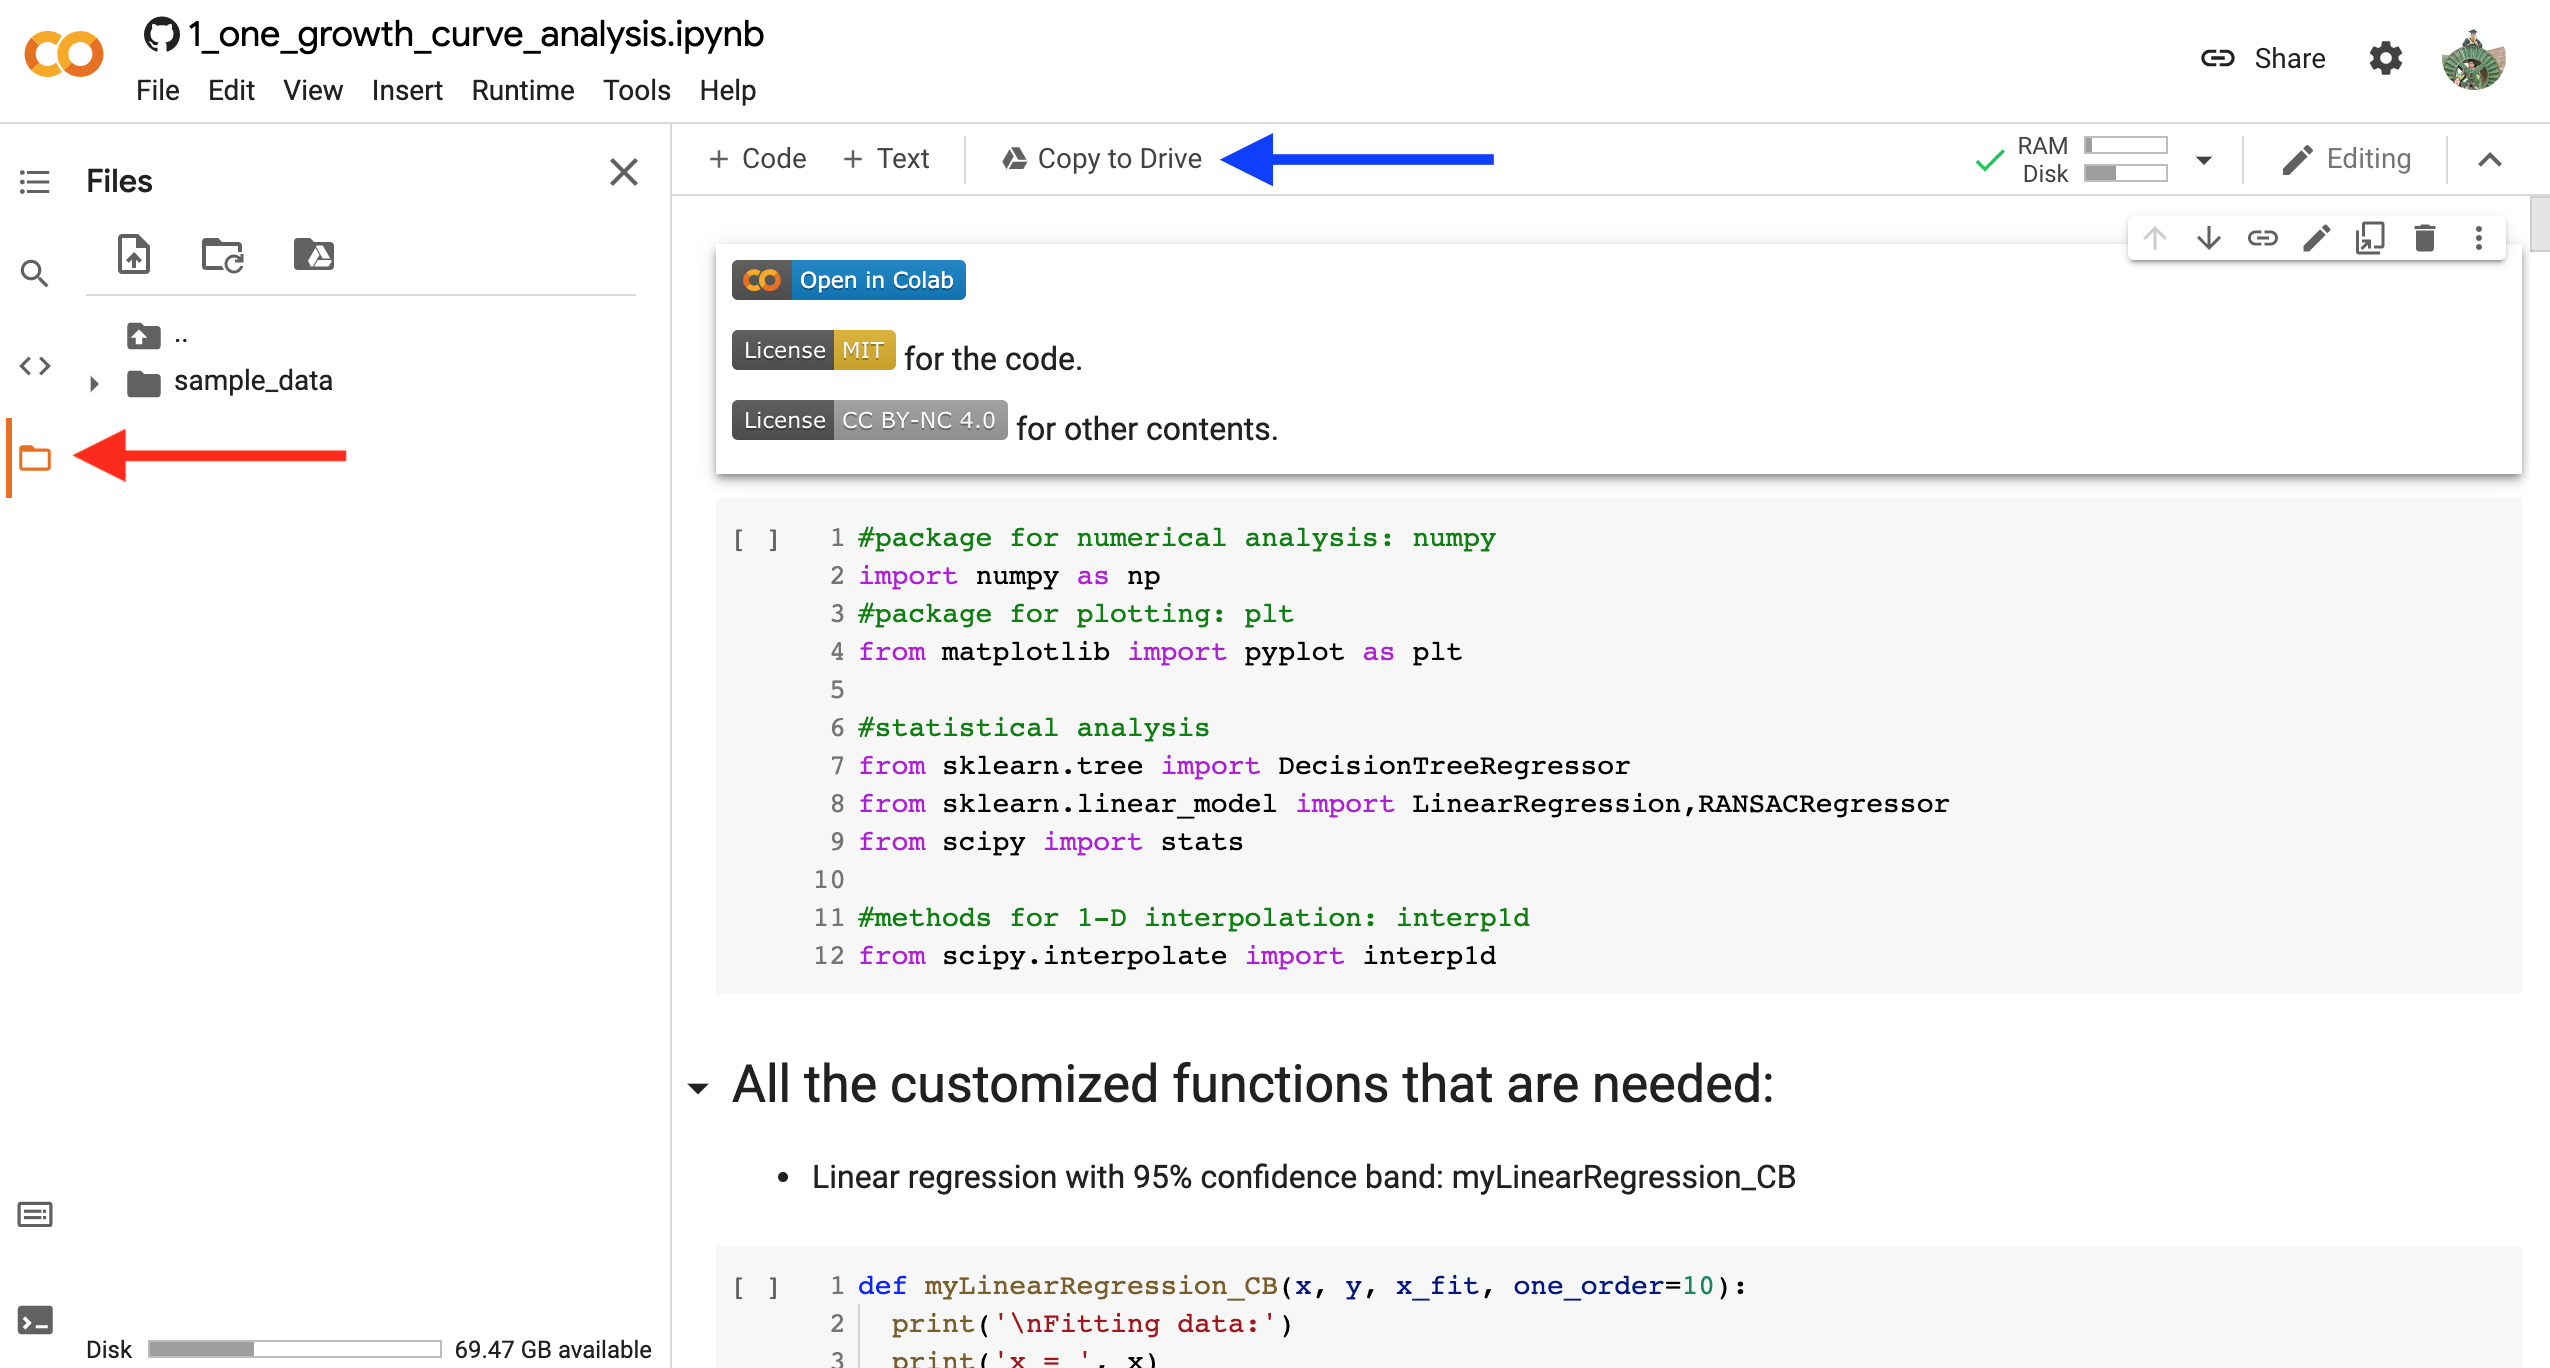 1_one_growth_curve_analysis.ipynb
File Edit View Insert Runtime Tools Help
Share
Files
+ Code + Text Copy to Drive
RAM
Disk
Editing
..
sample_data
Disk 69.47 GB available
Open in Colab
License MIT for the code.
License CC BY-NC 4.0 for other contents.
[ ]
1 #package for numerical analysis: numpy
2 import numpy as np
3 #package for plotting: plt
4 from matplotlib import pyplot as plt
5
6 #statistical analysis
7 from sklearn.tree import DecisionTreeRegressor
8 from sklearn.linear_model import LinearRegression,RANSACRegressor
9 from scipy import stats
10
11 #methods for 1-D interpolation: interp1d
12 from scipy.interpolate import interp1d
All the customized functions that are needed:
• Linear regression with 95% confidence band: myLinearRegression_CB
[ ]
1 def myLinearRegression_CB(x, y, x_fit, one_order=10):
2 print('\nFitting data:')
3 print('x = ', x)